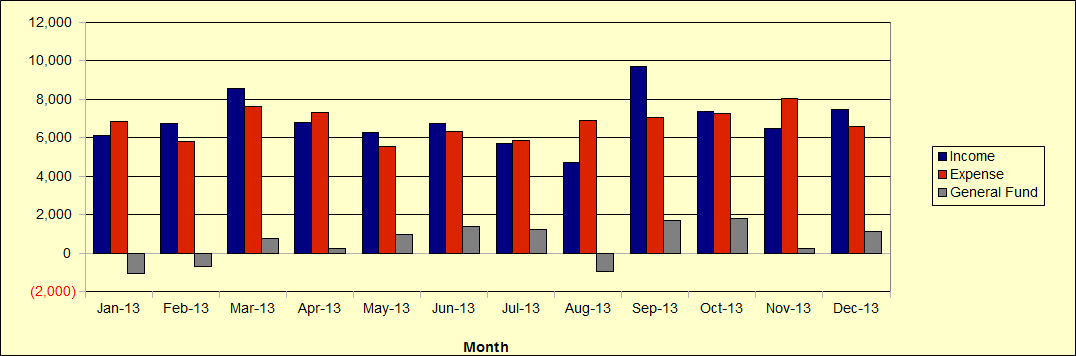 12,000
10,000
8,000
6,000
4,000
2,000
0
(2,000)
Jan-13 Feb-13 Mar-13 Apr-13 May-13 Jun-13 Jul-13 Aug-13 Sep-13 Oct-13 Nov-13 Dec-13
Month
Income
Expense
General Fund